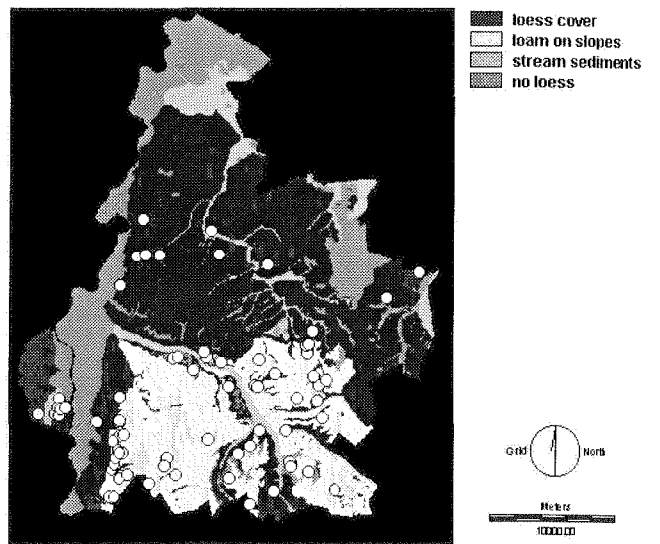 loess cover
loam on slopes
stream sediments
no loess
Grid North
Meters
10000.00